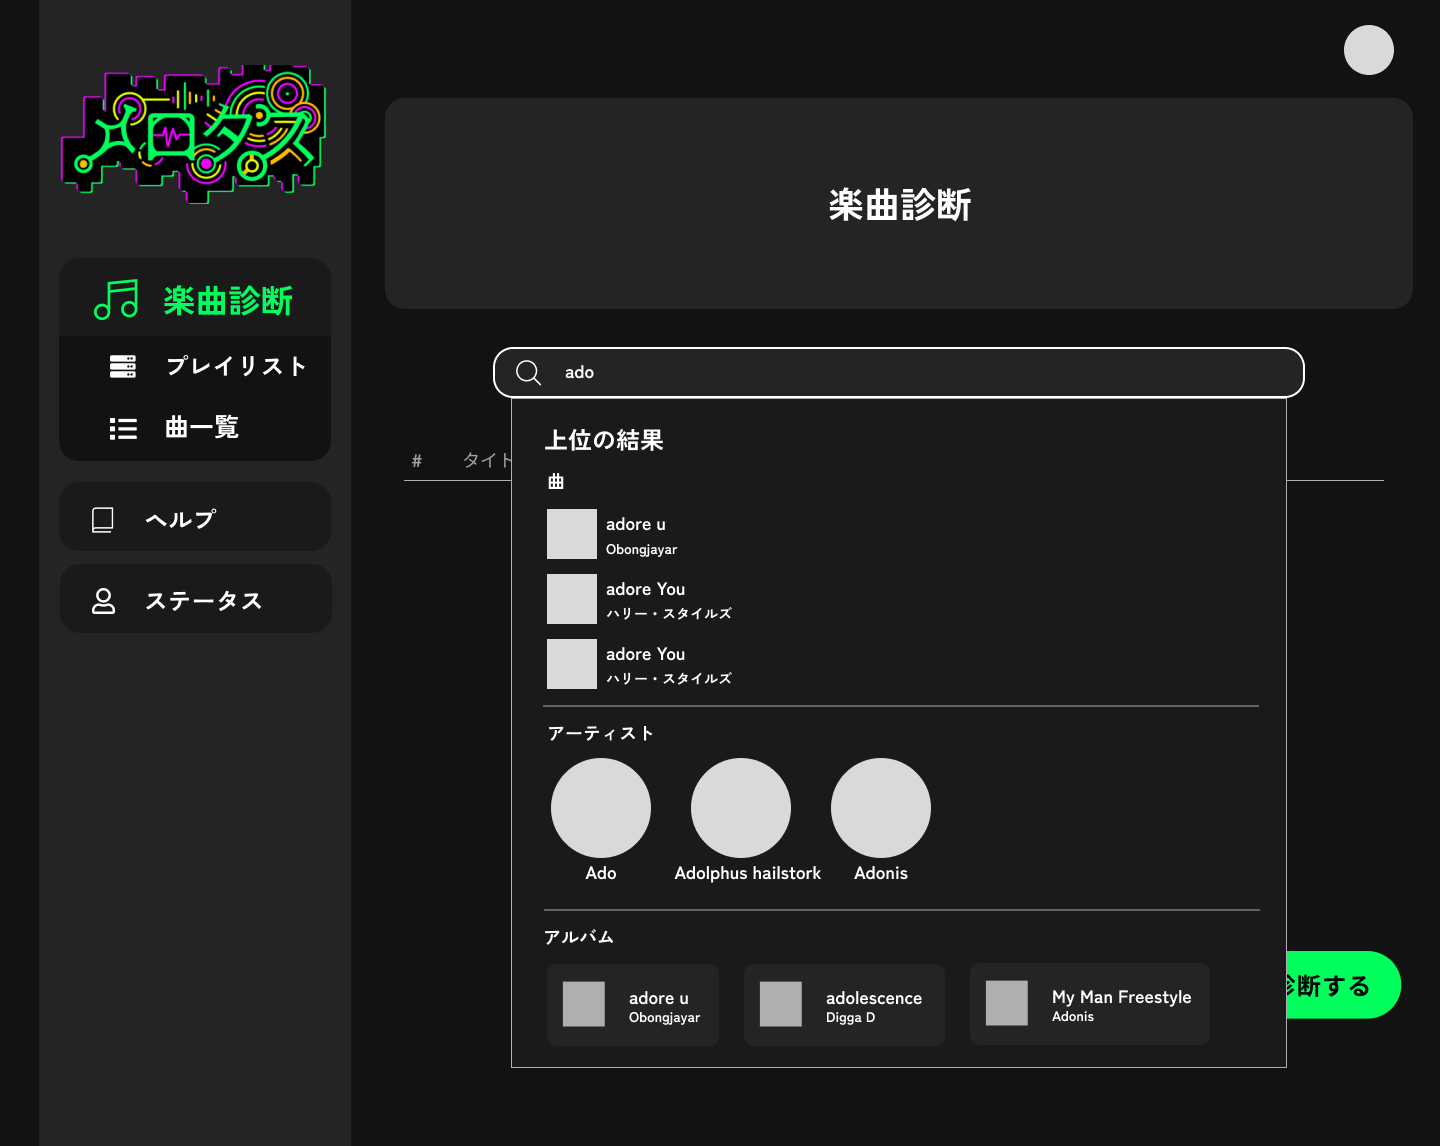 メロタス
楽曲診断
プレイリスト
曲一覧
ヘルプ
ステータス
楽曲診断
ado
# タイト
上位の結果
曲
adore u
Obongjayar
adore You
ハリー・スタイルズ
adore You
ハリー・スタイルズ
アーティスト
Ado
Adolphus hailstork
Adonis
アルバム
adore u
Obongjayar
adolescence
Digga D
My Man Freestyle
Adonis
診断する